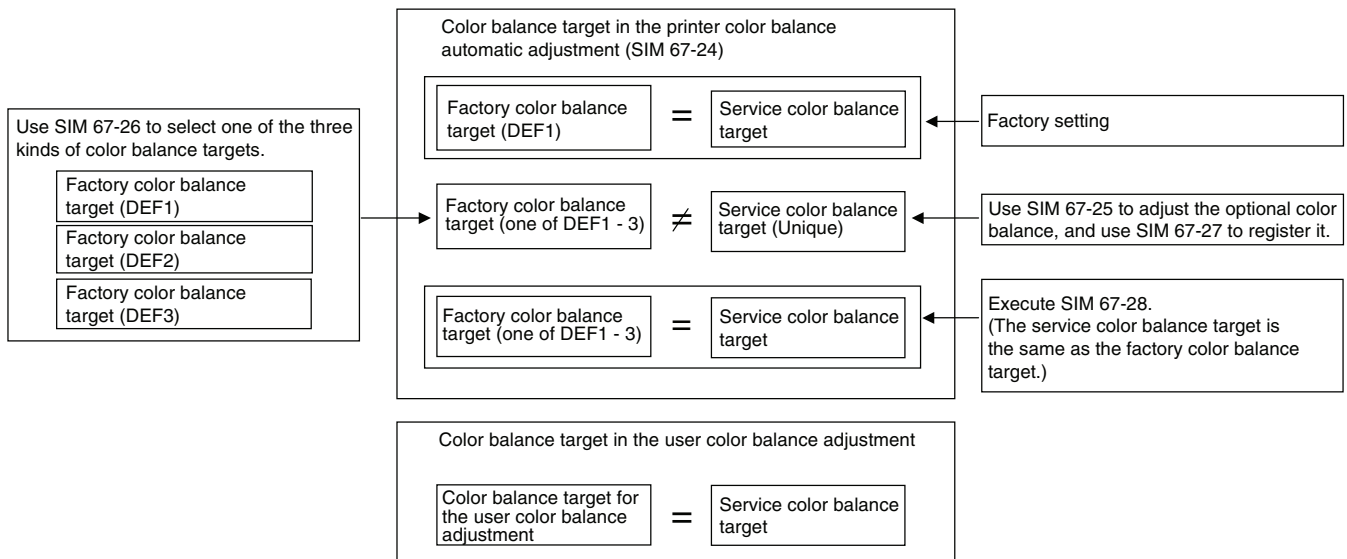 Color balance target in the printer color balance
automatic adjustment (SIM 67-24)
Factory color balance
target (DEF1)
=
Service color balance
target
Factory setting
Use SIM 67-26 to select one of the three
kinds of color balance targets.
Factory color balance
target (DEF1)
Factory color balance
target (DEF2)
Factory color balance
target (DEF3)
Factory color balance
target (one of DEF1 - 3)
≠
Service color balance
target (Unique)
Use SIM 67-25 to adjust the optional color
balance, and use SIM 67-27 to register it.
Factory color balance
target (one of DEF1 - 3)
=
Service color balance
target
Execute SIM 67-28.
(The service color balance target is
the same as the factory color balance
target.)
Color balance target in the user color balance adjustment
Color balance target for
the user color balance
adjustment
=
Service color balance
target